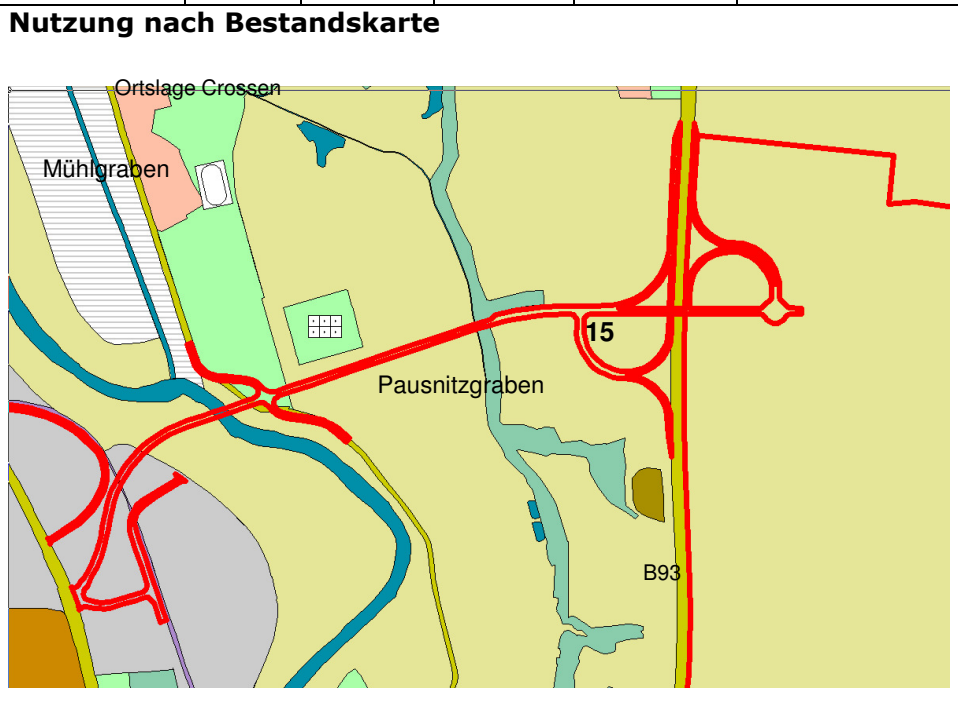 Nutzung nach Bestandskarte
Ortslage Crossen
Mühlgraben
15
Pausnitzgraben
B93